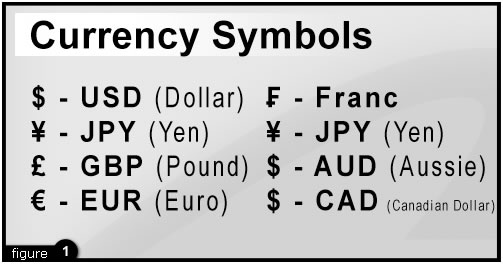 Currency Symbols
$ - USD (Dollar) ₣ - Franc
¥ - JPY (Yen) ¥ - JPY (Yen)
£ - GBP (Pound) $ - AUD (Aussie)
€ - EUR (Euro) $ - CAD (Canadian Dollar)
figure 1